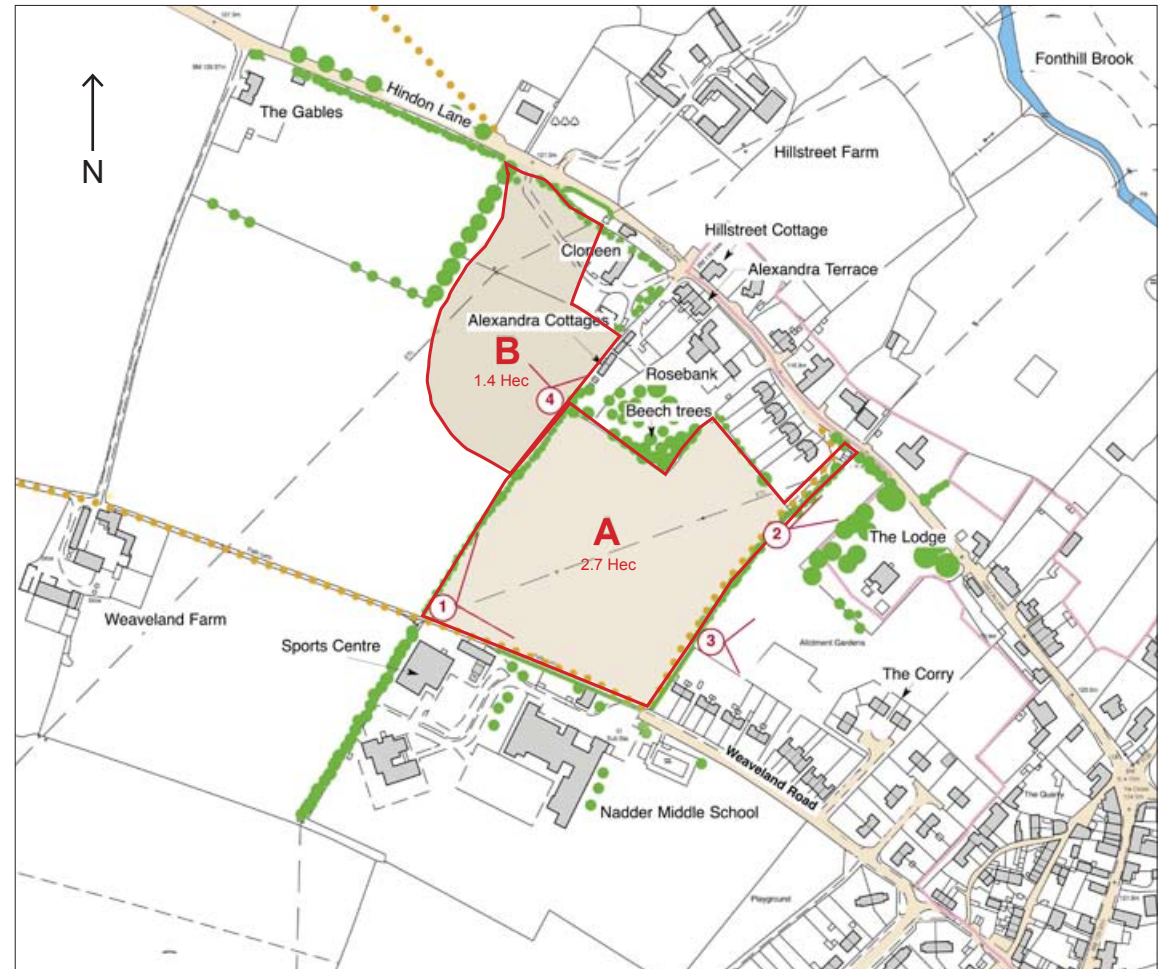 N
Hindon Lane
The Gables
Fonthill Brook
Hillstreet Farm
Hillstreet Cottage
Cloneen
Alexandra Terrace
Alexandra Cottages
B
1.4 Hec
4
Rosebank
Beech trees
A
2.7 Hec
2
The Lodge
1
Weaveland Farm
Sports Centre
3
Allotment Gardens
The Corry
Weaveland Road
Nadder Middle School
The Quarry
Playground